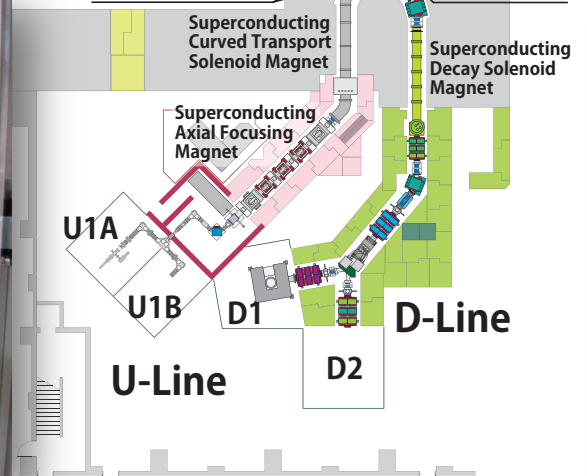 Superconducting
Curved Transport
Solenoid Magnet
Superconducting
Decay Solenoid
Magnet
Superconducting
Axial Focusing
Magnet
U1A
U1B
D1
D-Line
D2
U-Line